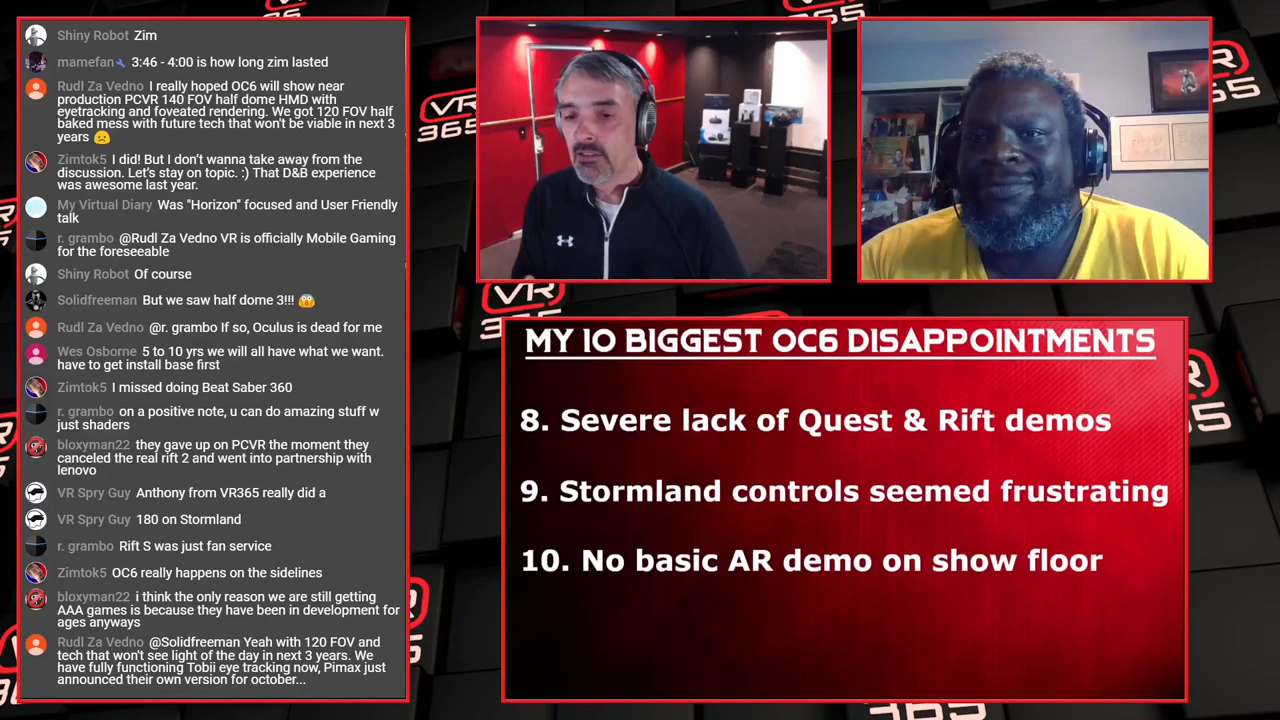 Shiny Robot Zim
mamefan 3:46 - 4:00 is how long zim lasted
Rudl Za Vedno I really hoped OC6 will show near
production PCVR 140 FOV half dome HMD with
eyetracking and foveated rendering. We got 120 FOV half
baked mess with future tech that won't be viable in next 3
years
Zimtok5 I did! But I don't wanna take away from the
discussion. Let's stay on topic. :) That D&B experience
was awesome last year.
My Virtual Diary Was "Horizon" focused and User Friendly
talk
r. grambo @Rudl Za Vedno VR is officially Mobile Gaming
for the foreseeable
Shiny Robot Of course
Solidfreeman But we saw half dome 3!!!
Rudl Za Vedno @r. grambo If so, Oculus is dead for me
Wes Osborne 5 to 10 yrs we will all have what we want.
have to get install base first
Zimtok5 I missed doing Beat Saber 360
r. grambo on a positive note, u can do amazing stuff w
just shaders
bloxyman22 they gave up on PCVR the moment they
canceled the real rift 2 and went into partnership with
lenovo
VR Spry Guy Anthony from VR365 really did a
VR Spry Guy 180 on Stormland
r. grambo Rift S was just fan service
Zimtok5 OC6 really happens on the sidelines
bloxyman22 i think the only reason we are still getting
AAA games is because they have been in development for
ages anyways
Rudl Za Vedno @Solidfreeman Yeah with 120 FOV and
tech that won't see light of the day in next 3 years. We
have fully functioning Tobii eye tracking now, Pimax just
announced their own version for october...
VR
365
MY 10 BIGGEST OC6 DISAPPOINTMENTS
8. Severe lack of Quest & Rift demos
9. Stormland controls seemed frustrating
10. No basic AR demo on show floor